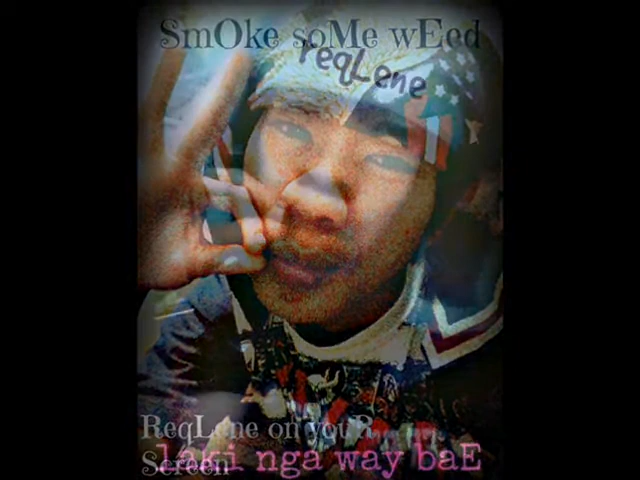 SmOke soMe wEed
reqLene
ReqLene on youR
Screen
laki nga way baE